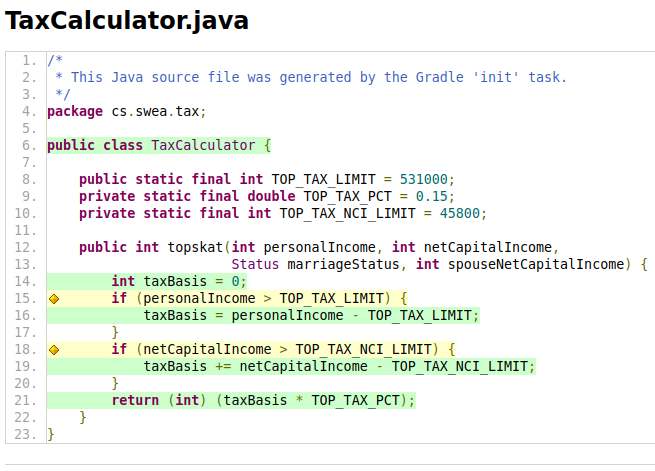 TaxCalculator.java
1. /*
2.  * This Java source file was generated by the Gradle 'init' task.
3.  */
4. package cs.swea.tax;
5.
6. public class TaxCalculator {
7.
8.     public static final int TOP_TAX_LIMIT = 531000;
9.     private static final double TOP_TAX_PCT = 0.15;
10.     private static final int TOP_TAX_NCI_LIMIT = 45800;
11.
12.     public int topskat(int personalIncome, int netCapitalIncome,
13.                        Status marriageStatus, int spouseNetCapitalIncome) {
14.         int taxBasis = 0;
15.         if (personalIncome > TOP_TAX_LIMIT) {
16.             taxBasis = personalIncome - TOP_TAX_LIMIT;
17.         }
18.         if (netCapitalIncome > TOP_TAX_NCI_LIMIT) {
19.             taxBasis += netCapitalIncome - TOP_TAX_NCI_LIMIT;
20.         }
21.         return (int) (taxBasis * TOP_TAX_PCT);
22.     }
23. }